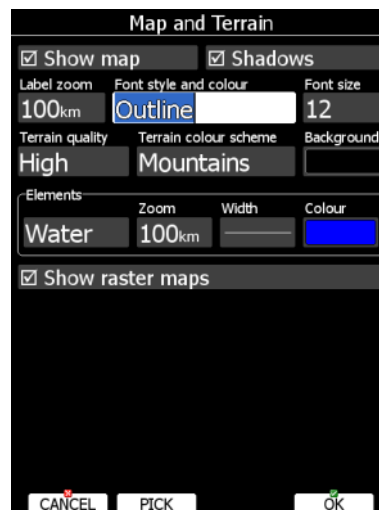 Map and Terrain
Show map Shadows
Label zoom Font style and colour Font size
100km Outline 12
Terrain quality Terrain colour scheme Background
High Mountains
Elements
Zoom Width Colour
Water 100km
Show raster maps
CANCEL PICK OK